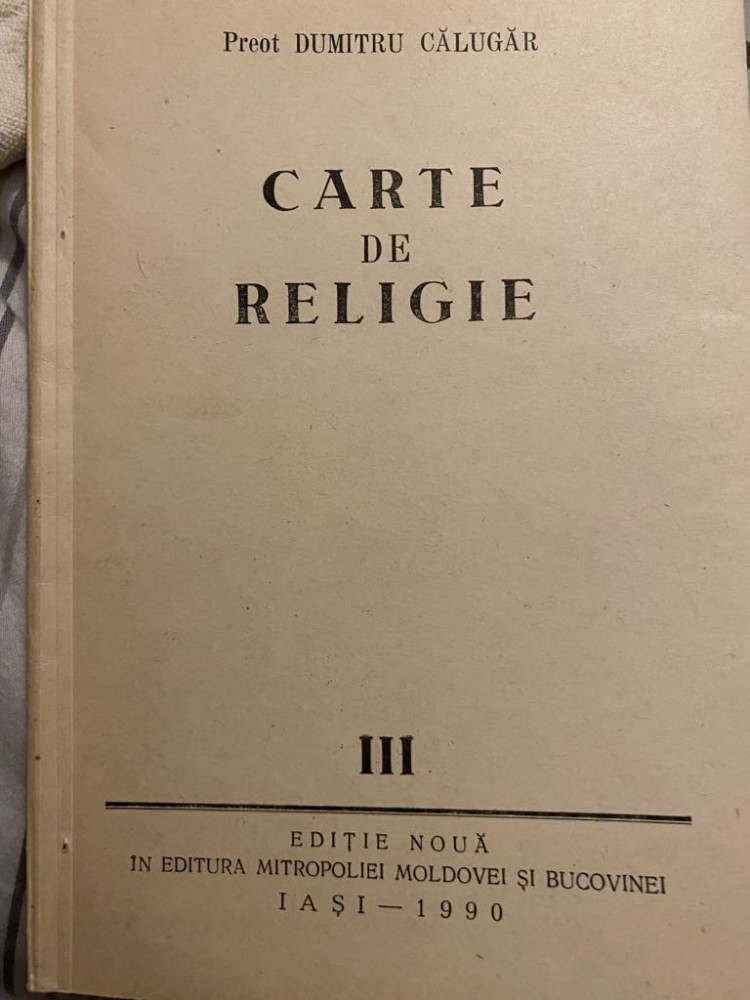 Preot DUMITRU CĂLUGĂR
CARTE
DE
RELIGIE
III
EDIȚIE NOUĂ
ÎN EDITURA MITROPOLIEI MOLDOVEI ȘI BUCOVINEI
IAȘI — 1990